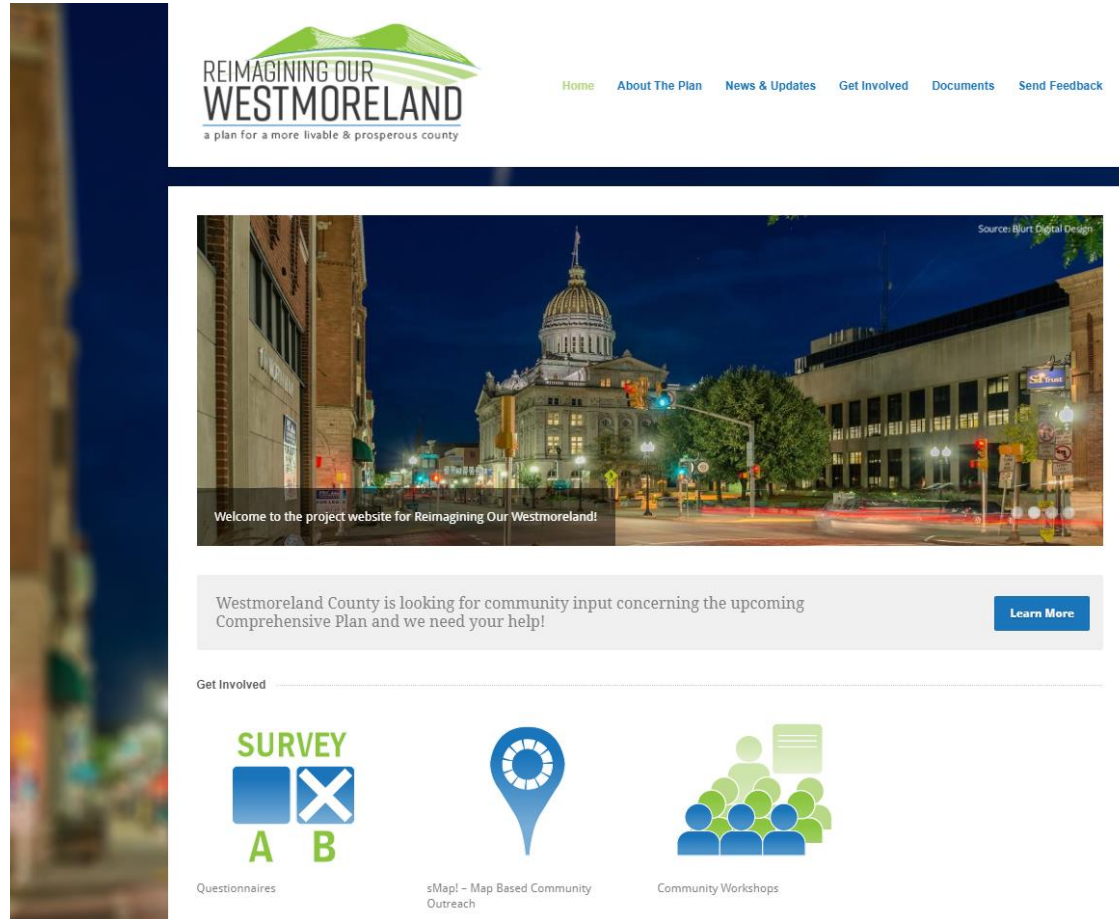 REIMAGINING OUR
WESTMORELAND
a plan for a more livable & prosperous county
Home
About The Plan
News & Updates
Get Involved
Documents
Send Feedback
Source: Blurt Digital Design
Welcome to the project website for Reimagining Our Westmoreland!
Westmoreland County is looking for community input concerning the upcoming
Comprehensive Plan and we need your help!
Learn More
Get Involved
SURVEY
A B
Questionnaires
sMap! – Map Based Community
Outreach
Community Workshops